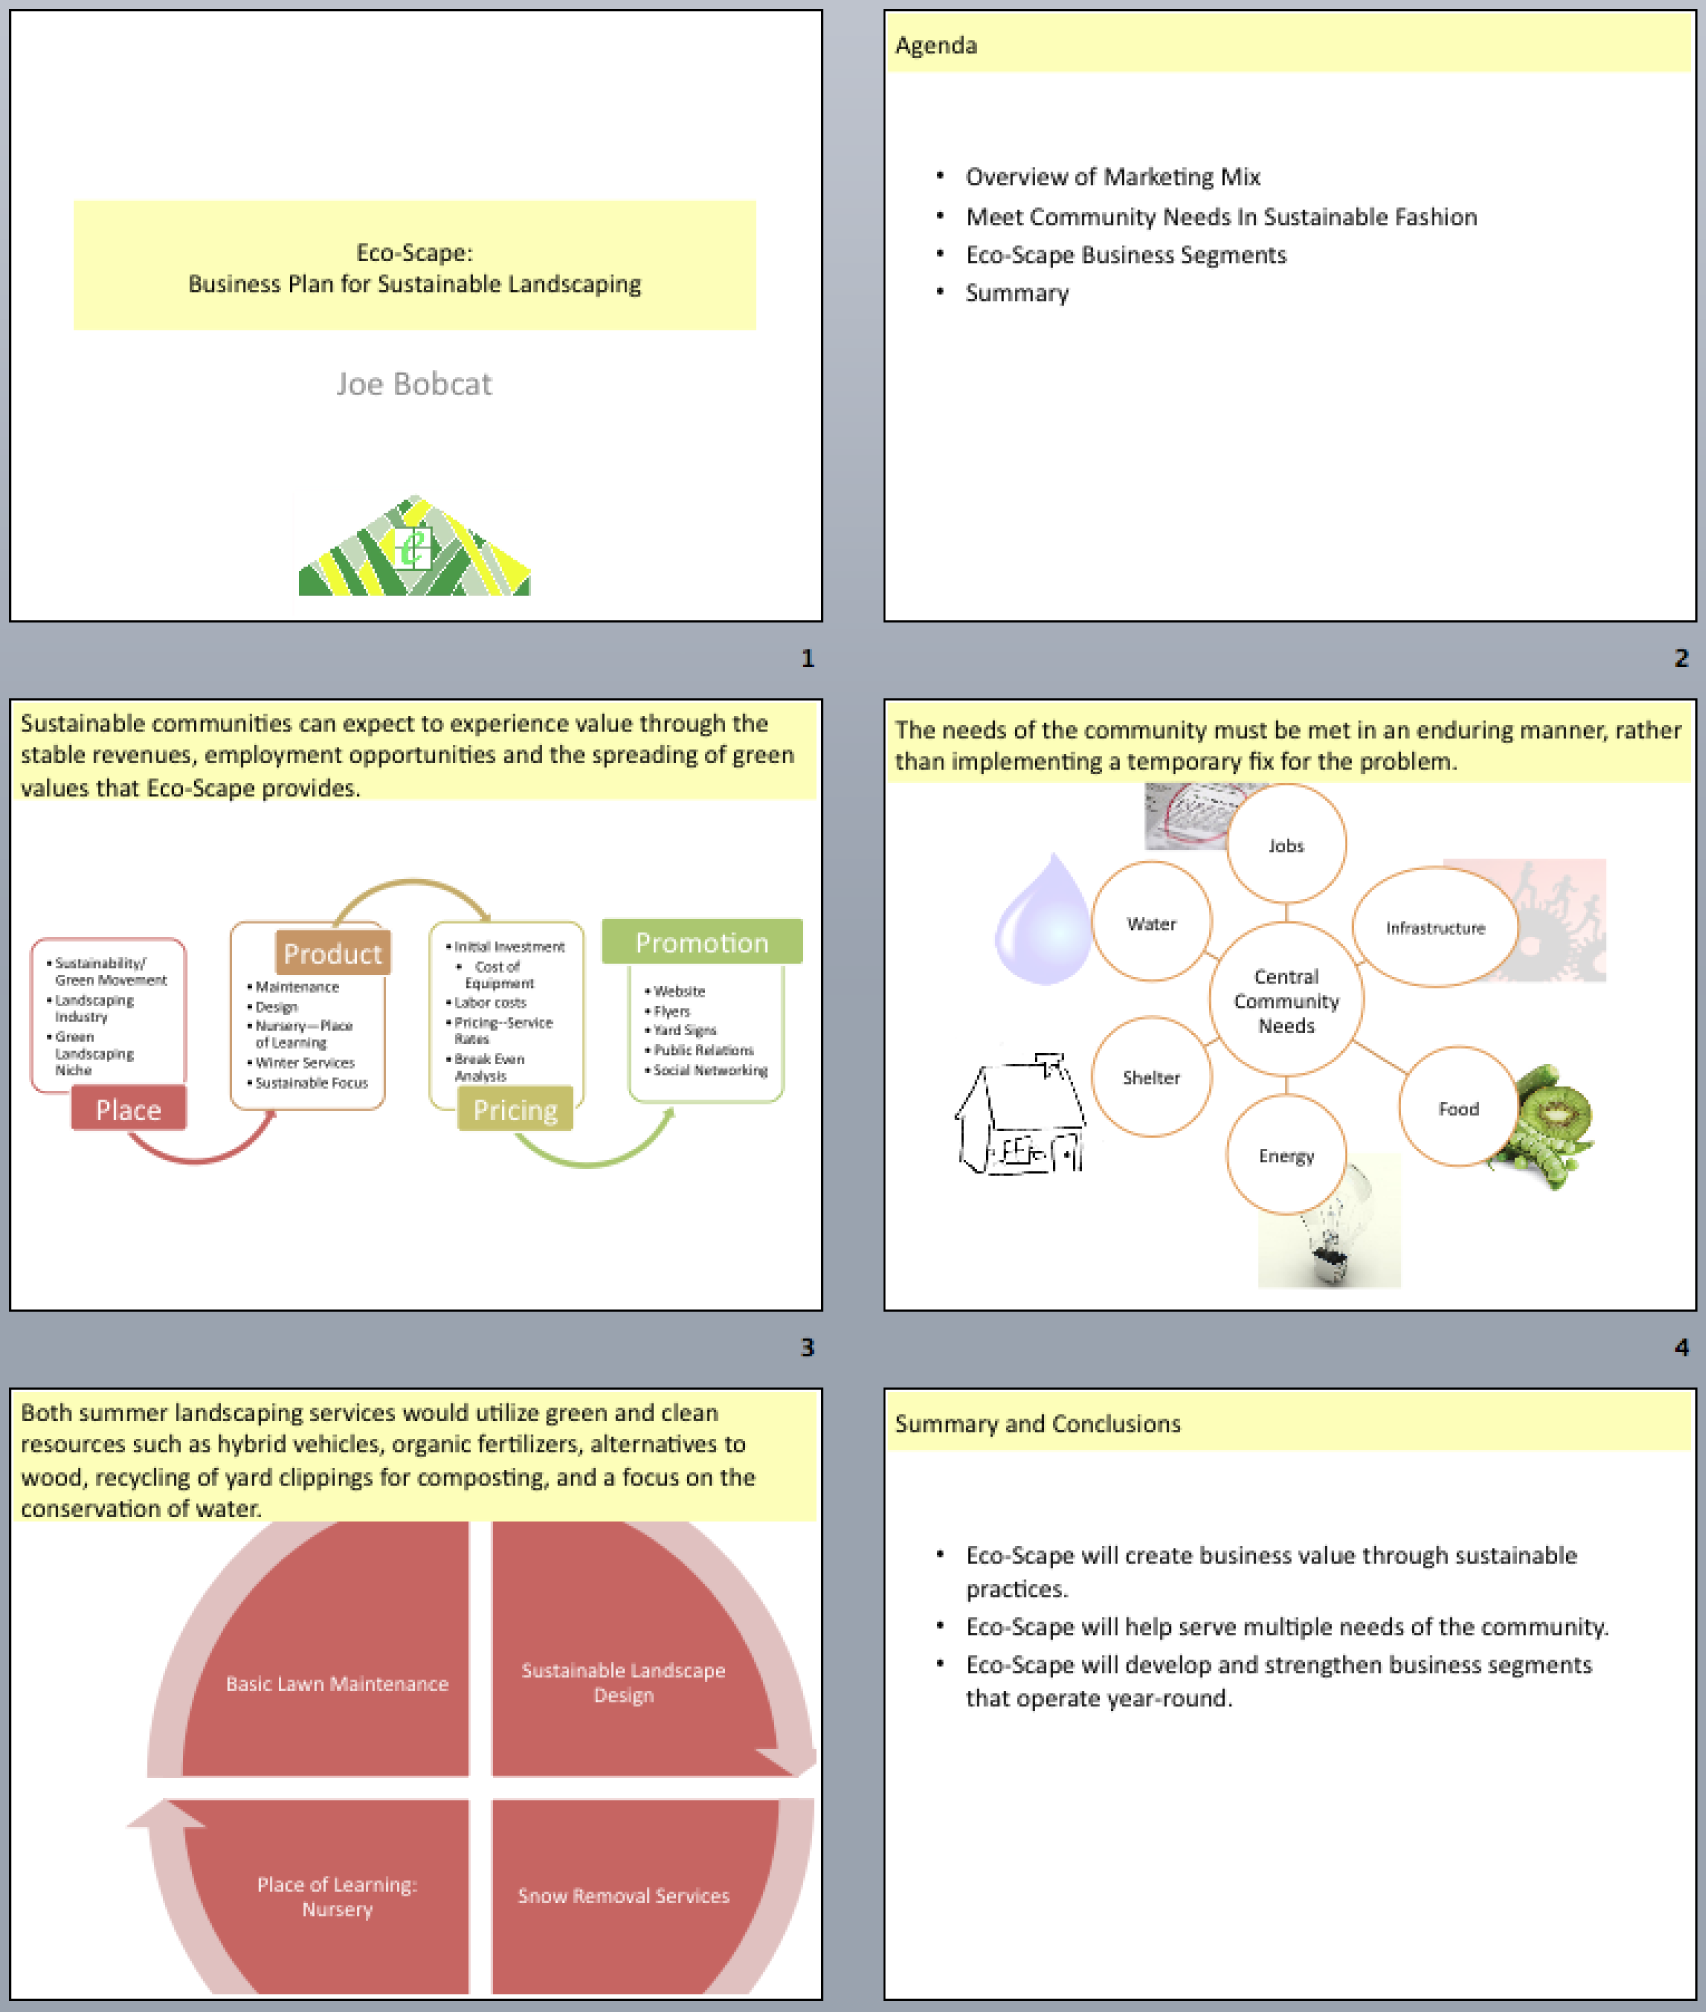 Eco-Scape:
Business Plan for Sustainable Landscaping
Joe Bobcat
e
1
Agenda
• Overview of Marketing Mix
• Meet Community Needs In Sustainable Fashion
• Eco-Scape Business Segments
• Summary
2
Sustainable communities can expect to experience value through the
stable revenues, employment opportunities and the spreading of green
values that Eco-Scape provides.
• Sustainability/
Green Movement
• Landscaping
Industry
• Green
Landscaping
Niche
Place
Product
• Maintenance
• Design
• Nursery—Place
of Learning
• Winter Services
• Sustainable Focus
• Initial Investment
• Cost of
Equipment
• Labor costs
• Pricing--Service
Rates
• Break Even
Analysis
Pricing
Promotion
• Website
• Flyers
• Yard Signs
• Public Relations
• Social Networking
3
The needs of the community must be met in an enduring manner, rather
than implementing a temporary fix for the problem.
Jobs
Water
Infrastructure
Central
Community
Needs
Shelter
Food
Energy
4
Both summer landscaping services would utilize green and clean
resources such as hybrid vehicles, organic fertilizers, alternatives to
wood, recycling of yard clippings for composting, and a focus on the
conservation of water.
Basic Lawn Maintenance
Sustainable Landscape
Design
Place of Learning:
Nursery
Snow Removal Services
Summary and Conclusions
• Eco-Scape will create business value through sustainable
practices.
• Eco-Scape will help serve multiple needs of the community.
• Eco-Scape will develop and strengthen business segments
that operate year-round.